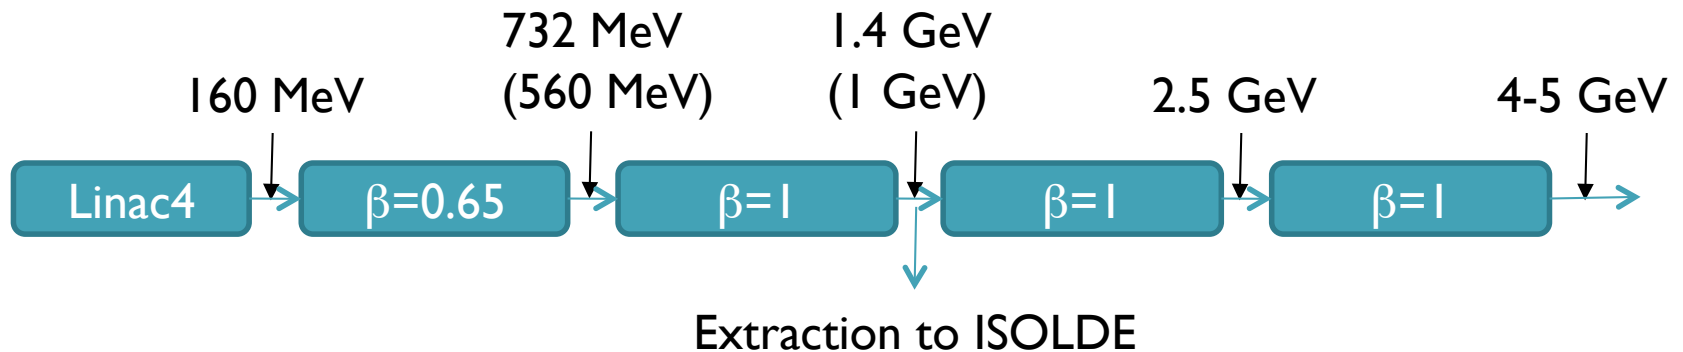 732 MeV
(560 MeV)
1.4 GeV
(1 GeV)
160 MeV
2.5 GeV
4-5 GeV
Linac4
β=0.65
β=1
β=1
β=1
Extraction to ISOLDE